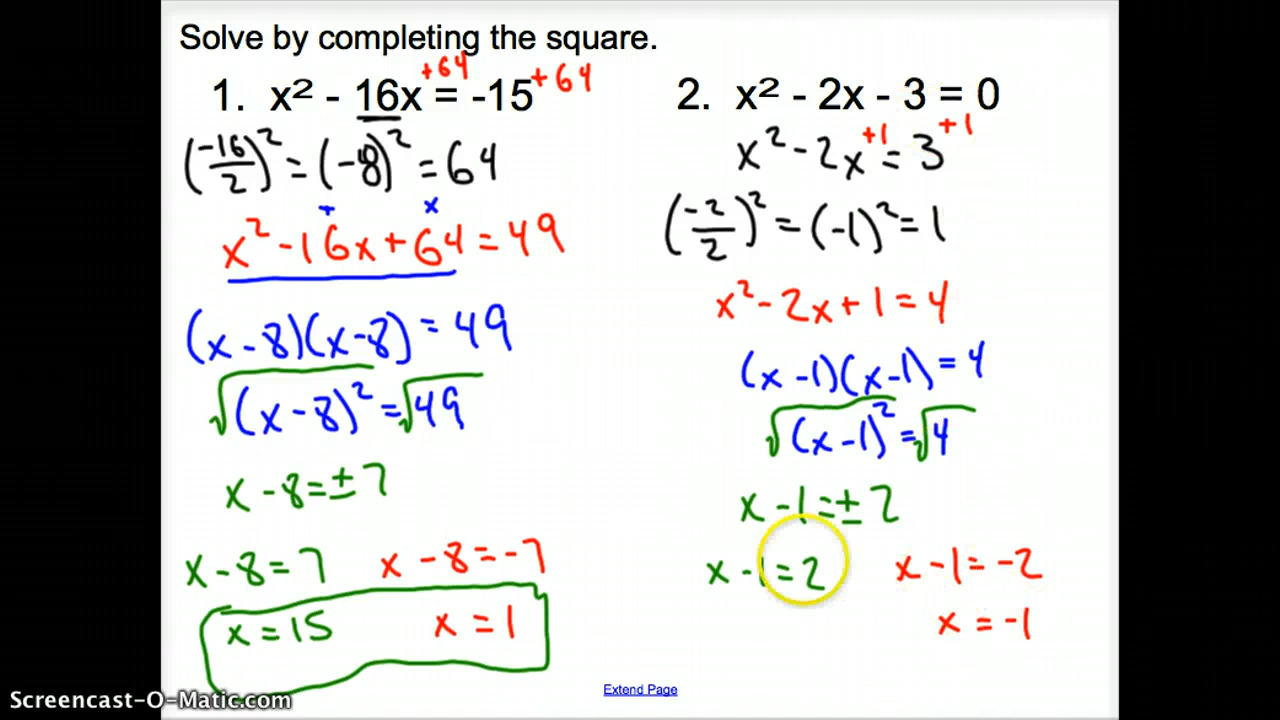 Solve by completing the square.
1. x² - 16x +64 = -15 +64
(-16/2)² = (-8)² = 64
+ x
x² - 16x + 64 = 49
(x - 8)(x - 8) = 49
√(x - 8)² = √49
x - 8 = ± 7
x - 8 = 7 x - 8 = -7
x = 15 x = 1
2. x² - 2x - 3 = 0
x² - 2x +1 = 3 +1
(-2/2)² = (-1)² = 1
x² - 2x + 1 = 4
(x - 1)(x - 1) = 4
√(x - 1)² = √4
x - 1 = ± 2
x - 1 = 2 x - 1 = -2
x = -1
Extend Page
Screencast-O-Matic.com